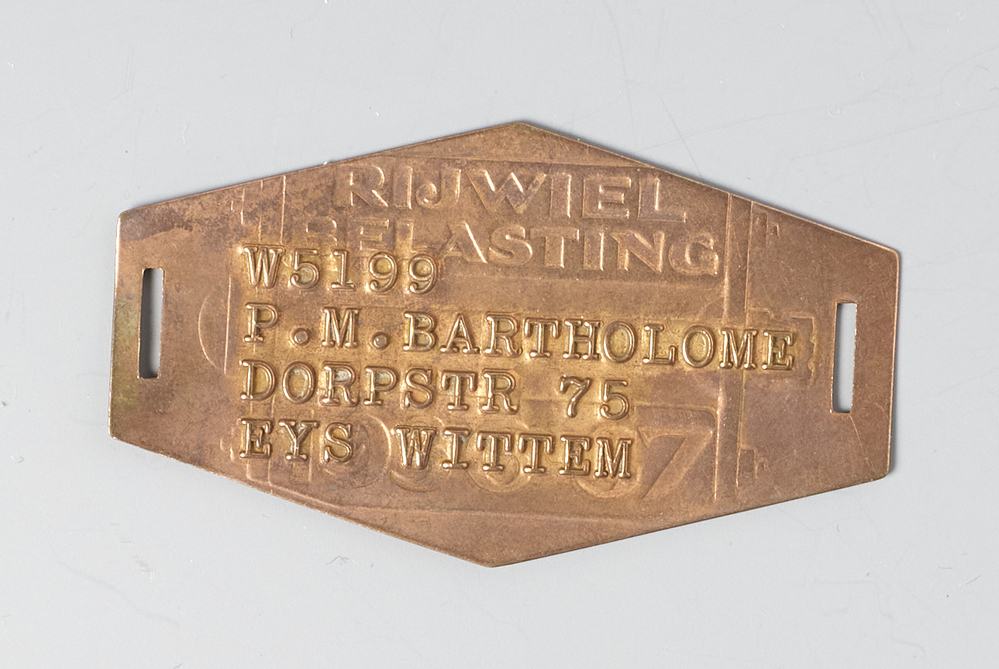 RIJWIEL
BELASTING
W5199
P.M.BARTHOLOME
DORPSTR 75
EYS WITTEM